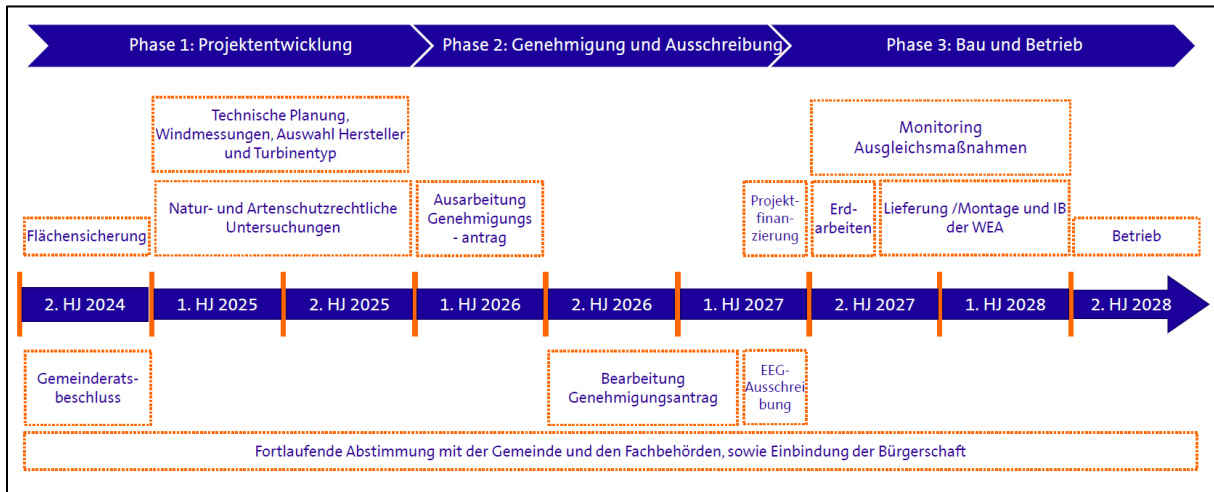 Phase 1: Projektentwicklung
Phase 2: Genehmigung und Ausschreibung
Phase 3: Bau und Betrieb
Technische Planung,
Windmessungen, Auswahl Hersteller
und Turbinentyp
Monitoring
Ausgleichsmaßnahmen
Flächensicherung
Natur- und Artenschutzrechtliche
Untersuchungen
Ausarbeitung
Genehmigungs
- antrag
Projekt-
finan-
zierung
Erd-
arbeiten
Lieferung /Montage und IB
der WEA
Betrieb
2. HJ 2024
1. HJ 2025
2. HJ 2025
1. HJ 2026
2. HJ 2026
1. HJ 2027
2. HJ 2027
1. HJ 2028
2. HJ 2028
Gemeinderats-
beschluss
Bearbeitung
Genehmigungsantrag
EEG-
Ausschrei
bung
Fortlaufende Abstimmung mit der Gemeinde und den Fachbehörden, sowie Einbindung der Bürgerschaft